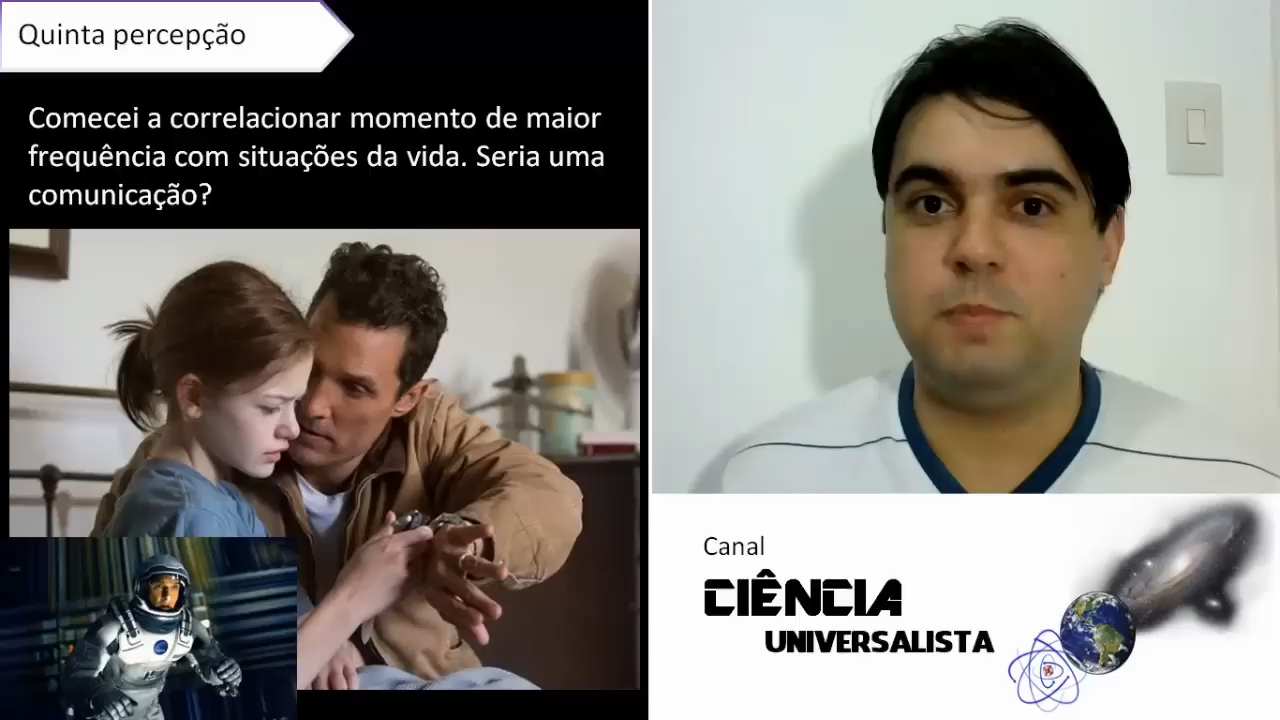 Quinta percepção
Comecei a correlacionar momento de maior
frequência com situações da vida. Seria uma
comunicação?
Canal
CIÊNCIA
UNIVERSALISTA